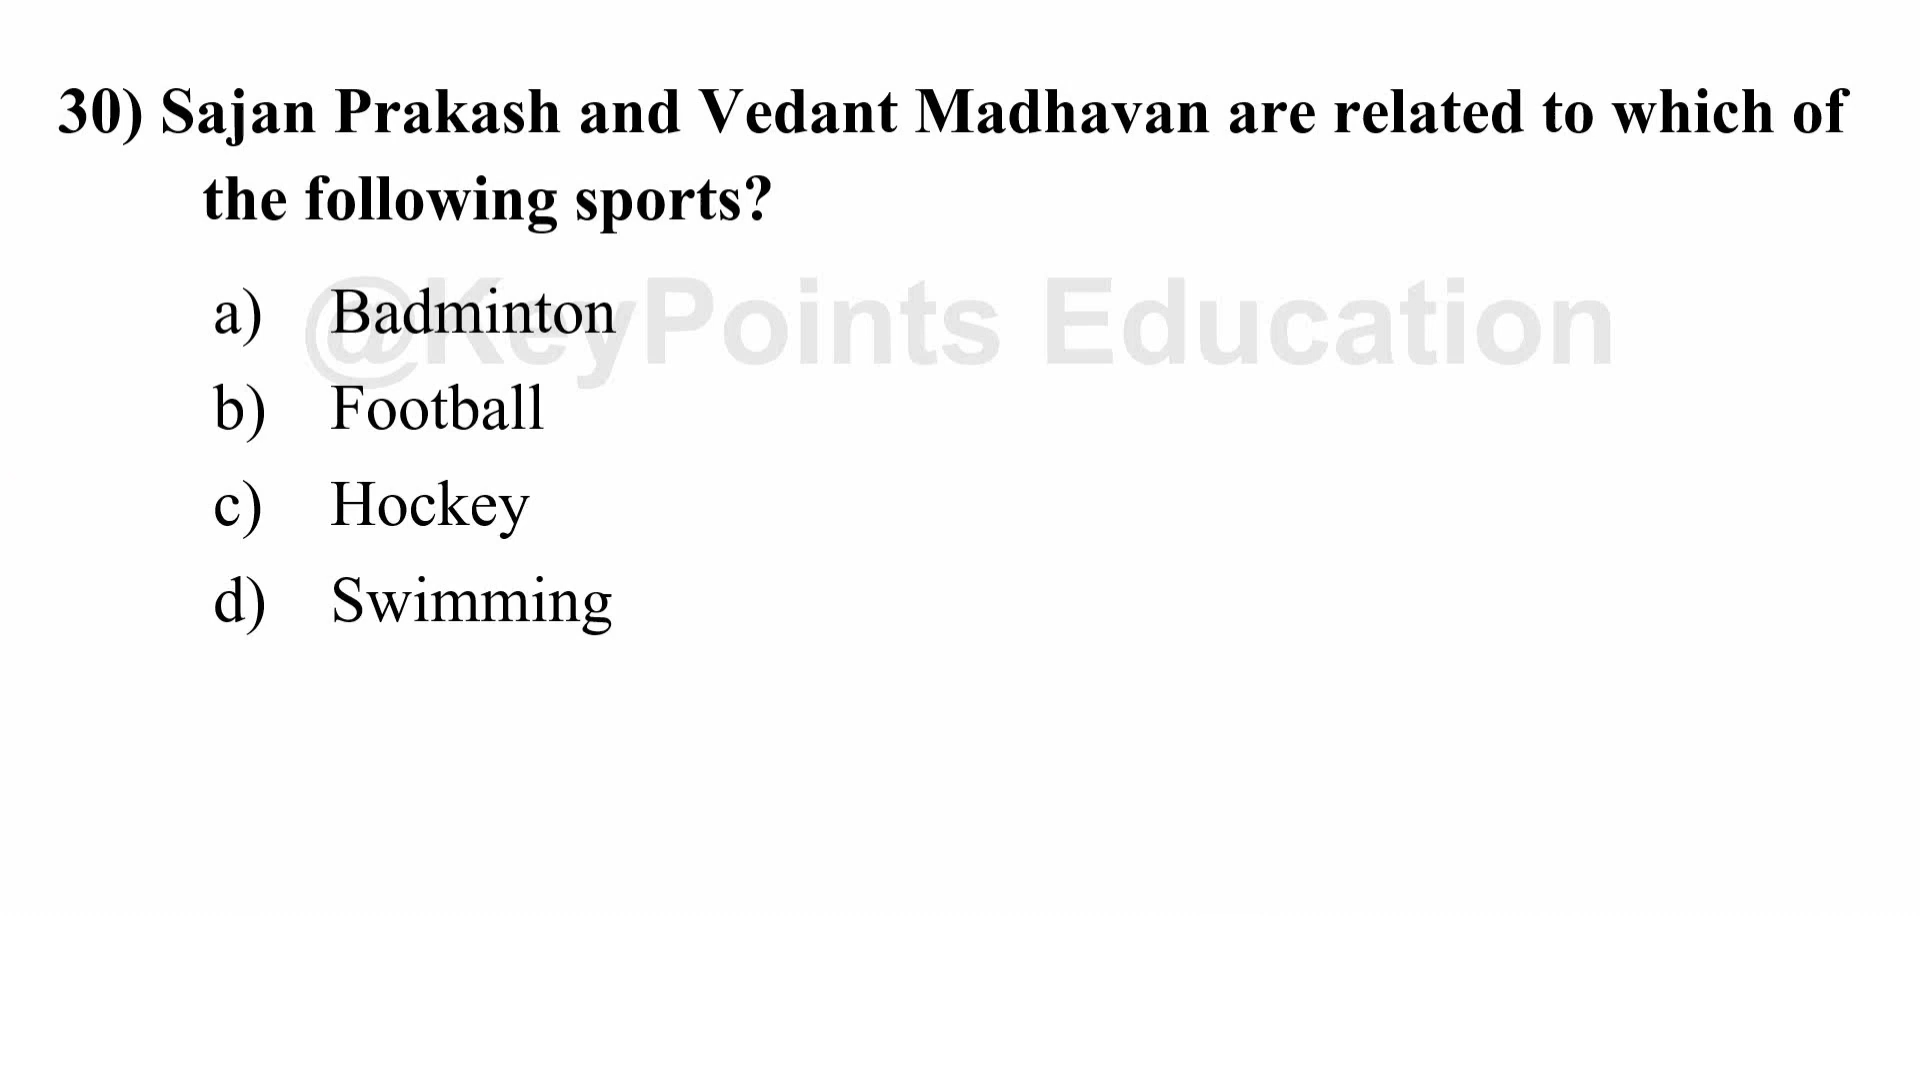 30) Sajan Prakash and Vedant Madhavan are related to which of
the following sports?
@KeyPoints Education
a) Badminton
b) Football
c) Hockey
d) Swimming